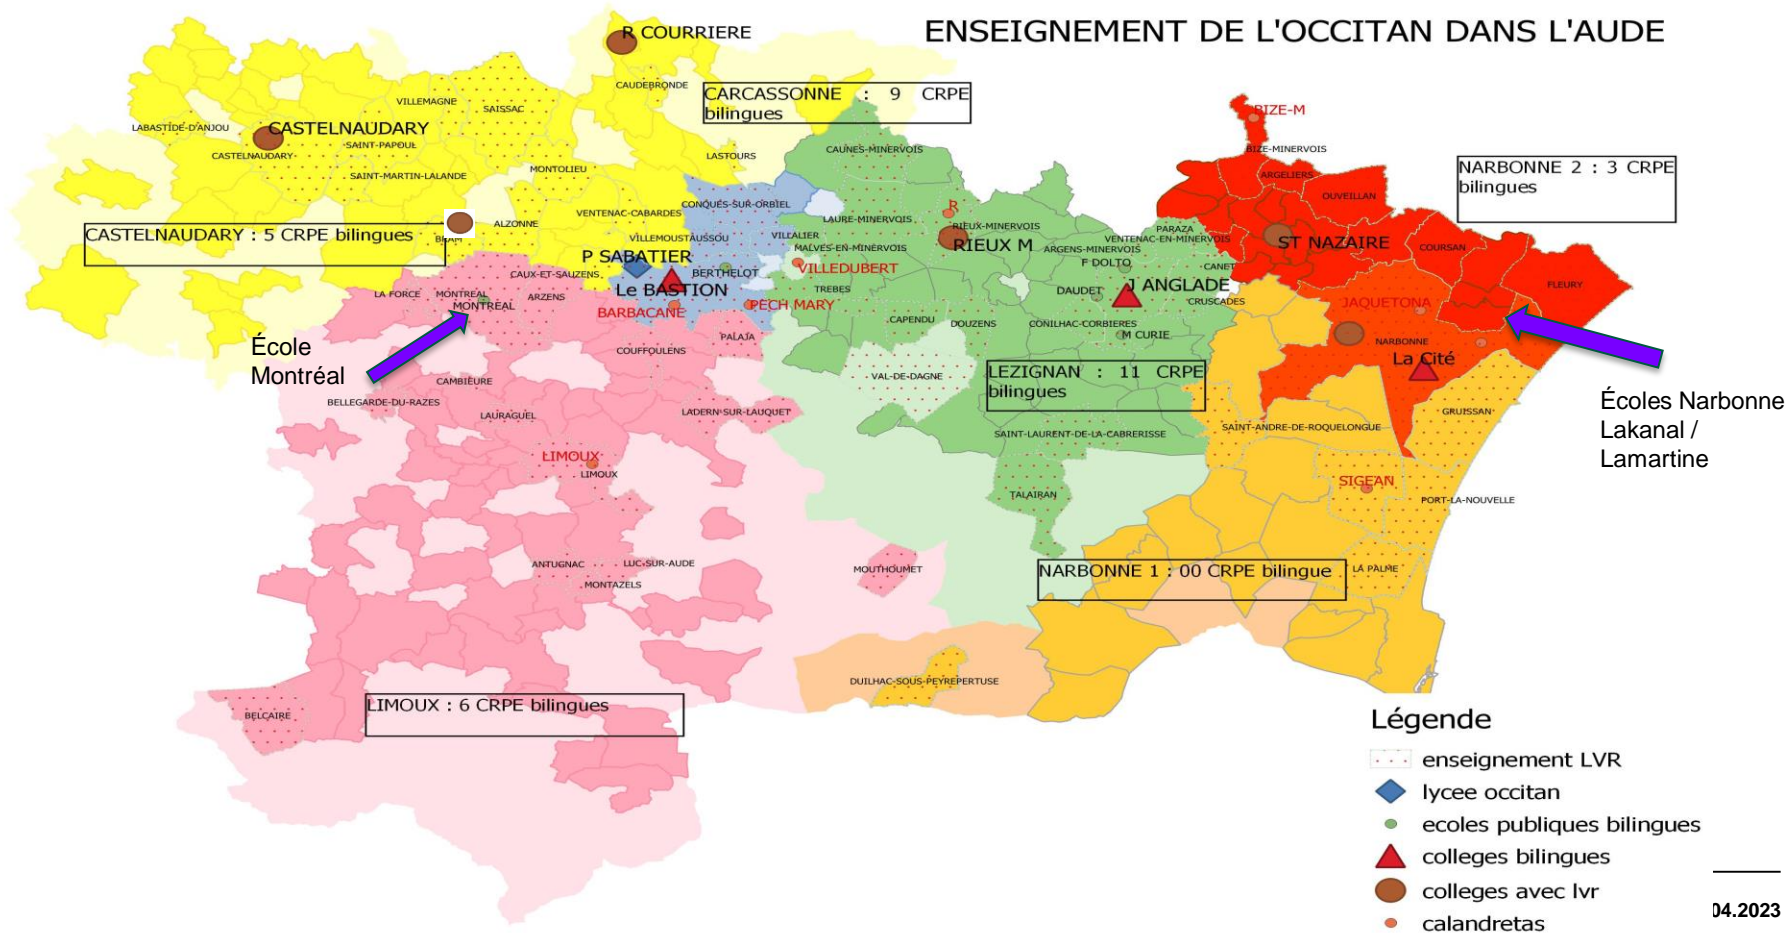 ENSEIGNEMENT DE L'OCCITAN DANS L'AUDE
R COURRIERE
CAUDEBRONDE
CARCASSONNE : 9 CRPE
bilingues
VILLEMAGNE
SAISSAC
LABASTIDE-D'ANJOU
CASTELNAUDARY
SAINT-PAPOUL
CASTELNAUDARY
SAINT-MARTIN-LALANDE
MONTOLIEU
LASTOURS
CAUNES-MINERVOIS
BIZE-M
BIZE-MINERVOIS
ARGELIERS
OUVEILLAN
NARBONNE 2 : 3 CRPE
bilingues
CASTELNAUDARY : 5 CRPE bilingues
BRAM
ALZONNE
VENTENAC-CABARDES
CONQUES-SUR-ORBIEL
VILLEMOUSTAUSSOU
VILLALIER
LAURE-MINERVOIS
MALVES-EN-MINERVOIS
R
RIEUX-MINERVOIS
RIEUX M
ARGENS-MINERVOIS
PARAZA
VENTENAC-EN-MINERVOIS
F DOLTO
CANET
ST NAZAIRE
COURSAN
FLEURY
P SABATIER
CAUX-ET-SAUZENS
BERTHELOT
VILLEDUBERT
Le BASTION
TREBES
PECH MARY
BARBACANE
DAUDET
J ANGLADE
CRUSCADES
JAQUETONA
LA FORCE
MONTREAL
MONTREAL
ARZENS
PALAJA
COUFFOULENS
CAPENDU
DOUZENS
CONILHAC-CORBIERES
M CURIE
NARBONNE
La Cité
École
Montréal
CAMBIEURE
BELLEGARDE-DU-RAZES
LAURAGUEL
LADERN-SUR-LAUQUET
VAL-DE-DAGNE
LEZIGNAN : 11 CRPE
bilingues
GRUISSAN
Écoles Narbonne
Lakanal /
Lamartine
SAINT-ANDRE-DE-ROQUELONGUE
SAINT-LAURENT-DE-LA-CABRERISSE
LIMOUX
LIMOUX
SIGEAN
PORT-LA-NOUVELLE
TALAIRAN
ANTUGNAC
LUC-SUR-AUDE
MONTAZELS
MOUTHOUMET
NARBONNE 1 : 00 CRPE bilingue
LA PALME
DUILHAC-SOUS-PEYREPERTUSE
BELCAIRE
LIMOUX : 6 CRPE bilingues
Légende
enseignement LVR
lycee occitan
ecoles publiques bilingues
colleges bilingues
colleges avec lvr
calandretas
04.2023